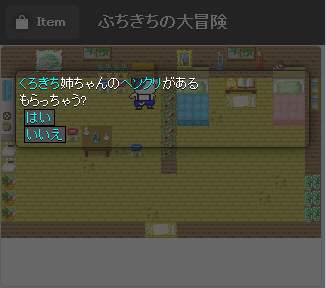 Item
ぷちきちの大冒険
くろぎち姉ちゃんのヘソクリがある
もらっちゃう?
はい
いいえ